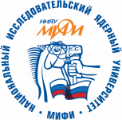 НАЦИОНАЛЬНЫЙ ИССЛЕДОВАТЕЛЬСКИЙ ЯДЕРНЫЙ УНИВЕРСИТЕТ
НИЯУ
МИФИ
• МИФИ •